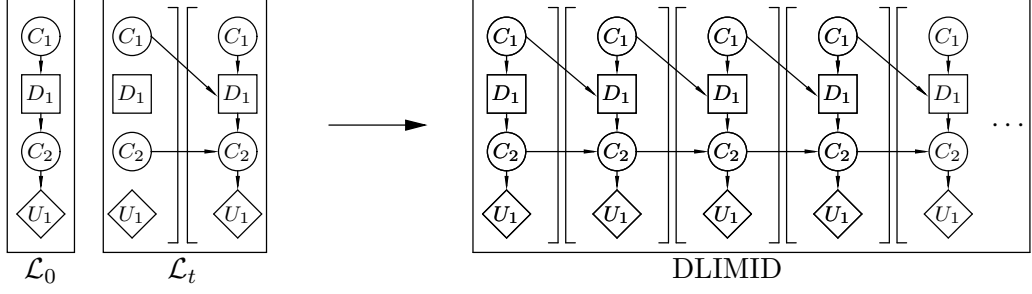 C₁ C₁ C₁ C₁ C₁ C₁ C₁ C₁
D₁ D₁ D₁ D₁ D₁ D₁ D₁ D₁
C₂ C₂ C₂ C₂ C₂ C₂ C₂ C₂ ...
U₁ U₁ U₁ U₁ U₁ U₁ U₁ U₁
ℒ₀ ℒₜ DLIMID